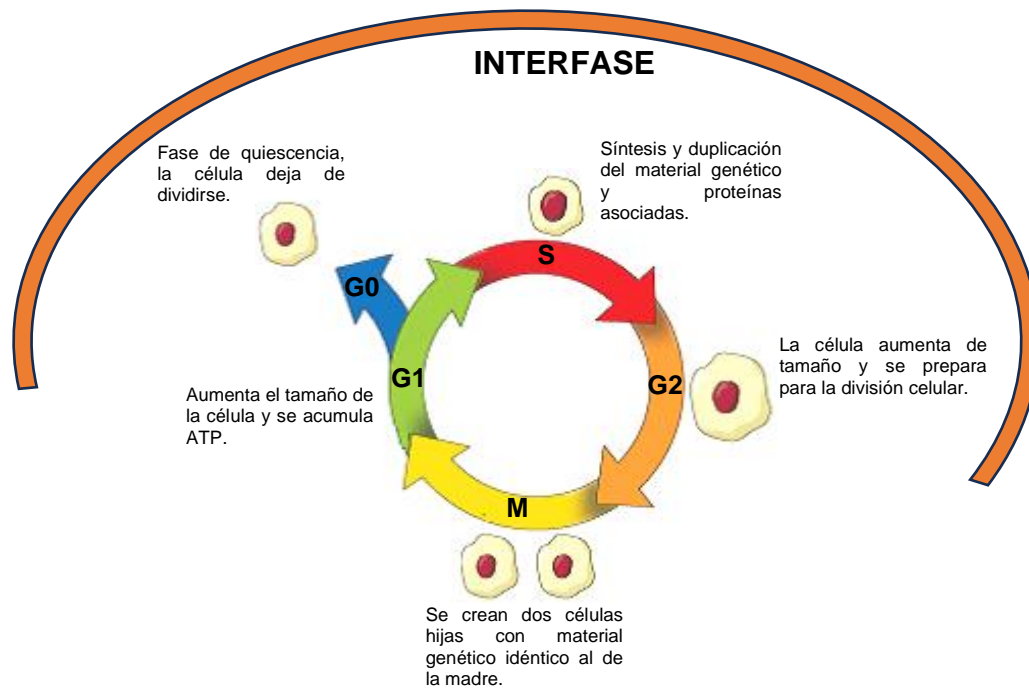 INTERFASE
Fase de quiescencia,
la célula deja de
dividirse.
Síntesis y duplicación
del material genético
y proteínas
asociadas.
S
G0
G1
G2
La célula aumenta de
tamaño y se prepara
para la división celular.
Aumenta el tamaño de
la célula y se acumula
ATP.
M
Se crean dos células
hijas con material
genético idéntico al de
la madre.